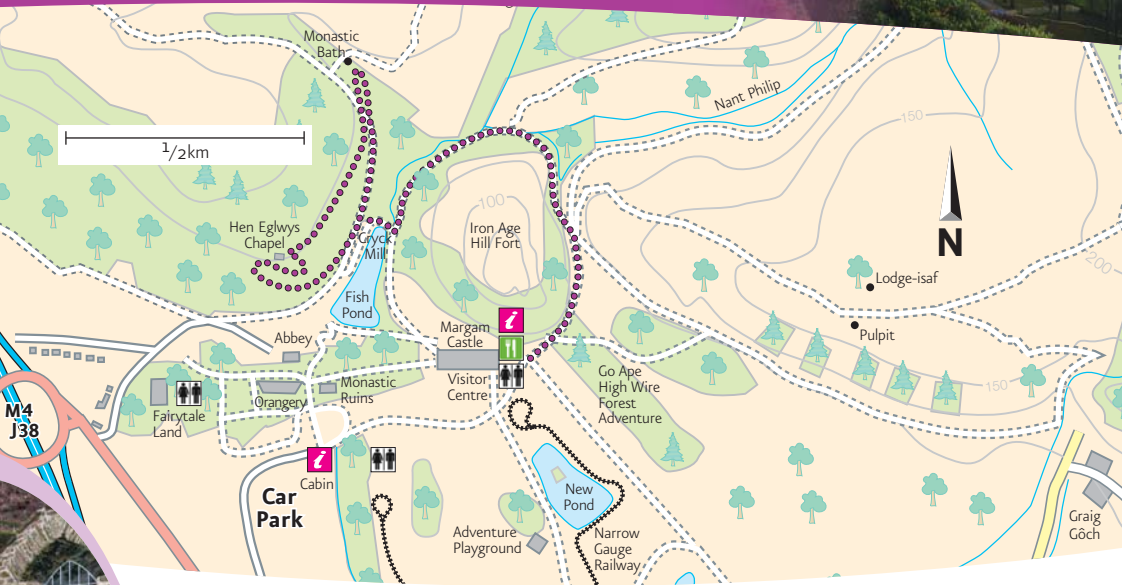 Monastic
Bath
Nant Philip
150
1/2km
100
Iron Age
Hill Fort
Hen Eglwys
Chapel
Cryck
Mill
N
200
Lodge-isaf
Fish
Pond
i
Pulpit
Margam
Castle
Abbey
150
Visitor
Centre
Go Ape
High Wire
Forest
Adventure
Monastic
Ruins
Orangery
Fairytale
Land
M4
J38
i
Cabin
Car
Park
New
Pond
Adventure
Playground
Narrow
Gauge
Railway
Graig
Gôch